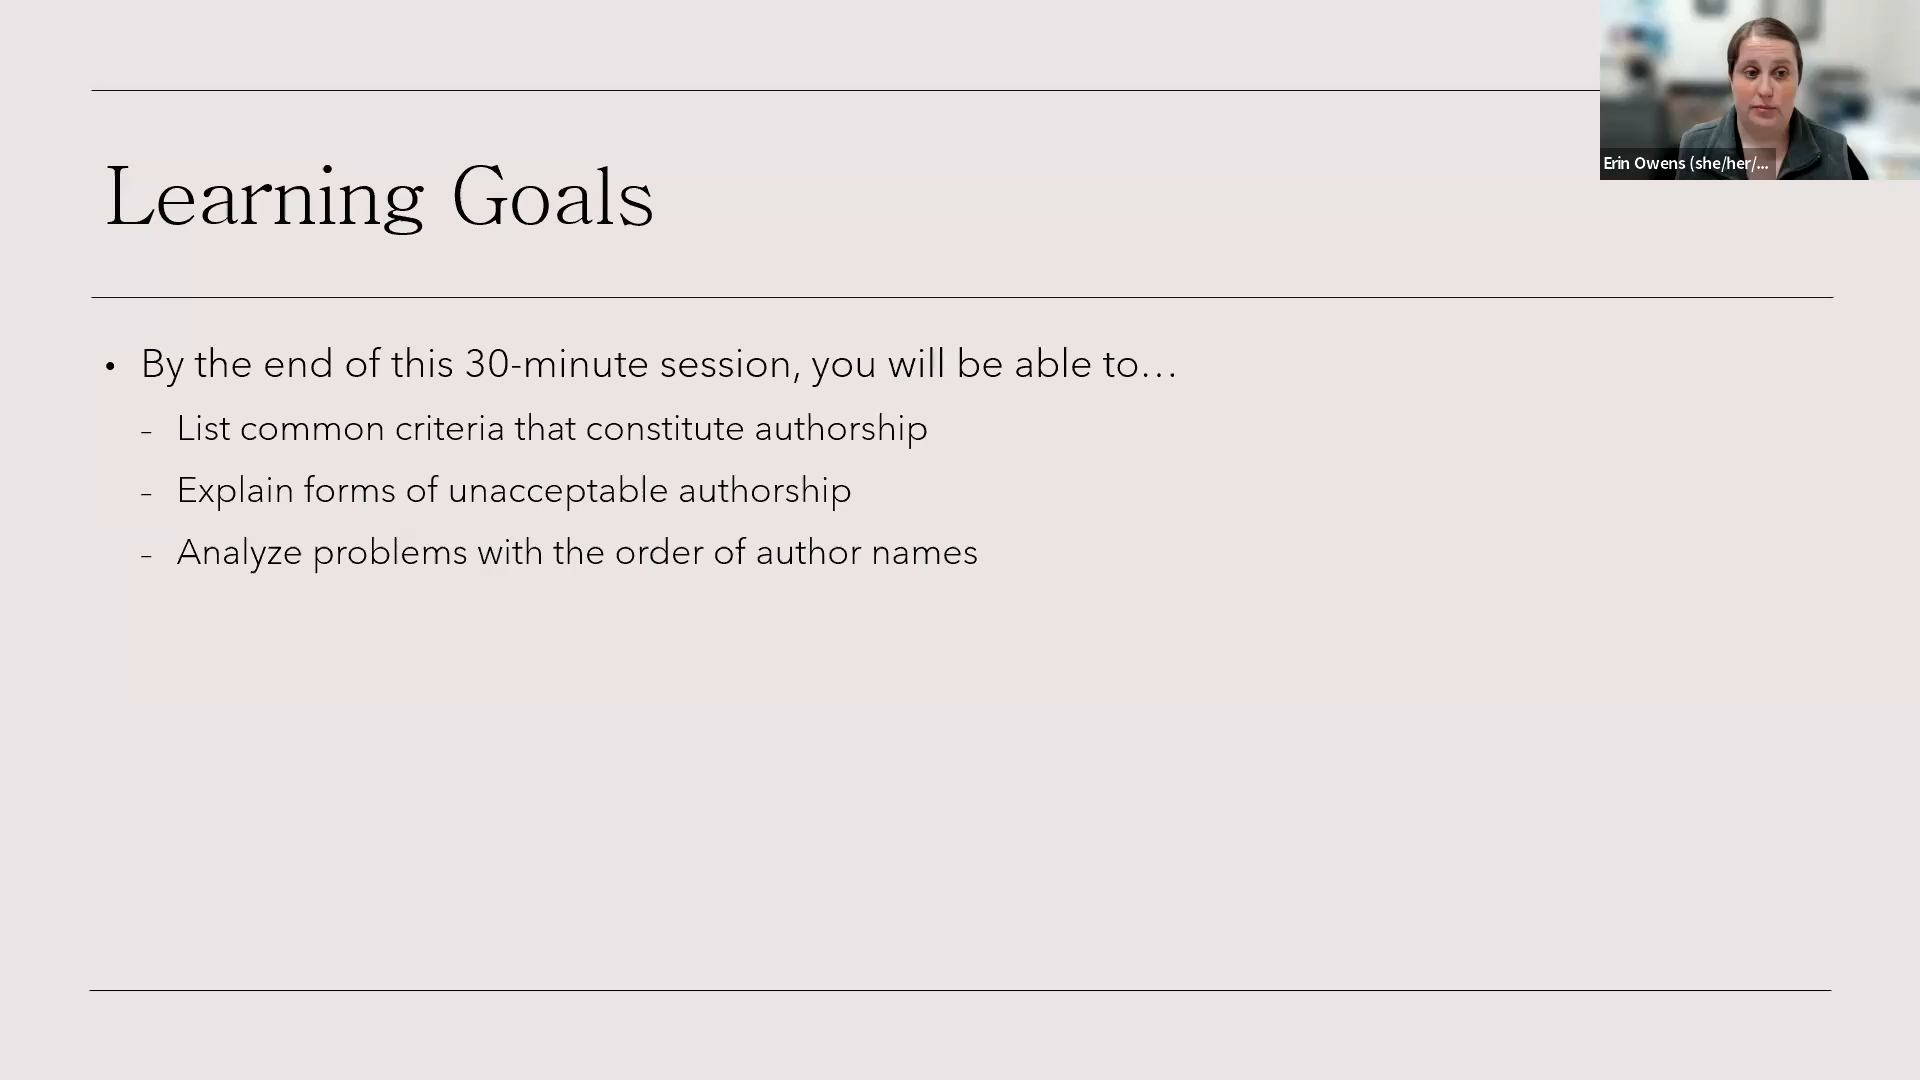 Erin Owens (she/her/...
Learning Goals
• By the end of this 30-minute session, you will be able to…
– List common criteria that constitute authorship
– Explain forms of unacceptable authorship
– Analyze problems with the order of author names